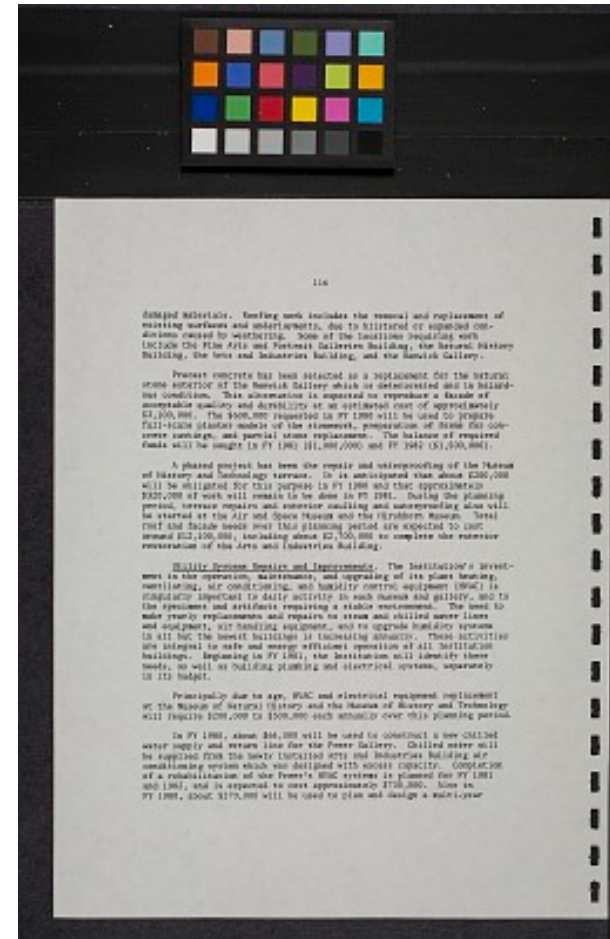 116
damaged materials. Roofing work includes the removal and replacement of
existing surfaces and underlayments, due to blistered or expanded con-
ditions caused by weathering. Some of the locations requiring work
include the Fine Arts and Portrait Galleries Building, the Natural History
Building, the Arts and Industries Building, and the Renwick Gallery.
Precast concrete has been selected as a replacement for the natural
stone exterior of the Renwick Gallery which is deteriorated and in hazard-
ous condition. This alternative is expected to reproduce a facade of
acceptable quality and durability at an estimated cost of approximately
$3,100,000. The $600,000 requested in FY 1980 will be used to prepare
full-scale plaster models of the stonework, preparation of forms for con-
crete castings, and partial stone replacement. The balance of required
funds will be sought in FY 1981 ($1,000,000) and FY 1982 ($1,500,000).
A phased project has been the repair and waterproofing of the Museum
of History and Technology terrace. It is anticipated that about $200,000
will be obligated for this purpose in FY 1980 and that approximately
$320,000 of work will remain to be done in FY 1981. During the planning
period, terrace repairs and exterior caulking and waterproofing also will
be started at the Air and Space Museum and the Hirshhorn Museum. Total
roof and facade needs over this planning period are expected to cost
around $12,100,000, including about $2,700,000 to complete the exterior
restoration of the Arts and Industries Building.
Utility Systems Repairs and Improvements. The Institution's invest-
ment in the operation, maintenance, and upgrading of its plant heating,
ventilating, air conditioning, and humidity control equipment (HVAC) is
singularly important to daily activity in each museum and gallery, and to
the specimen and artifacts requiring a stable environment. The need to
make yearly replacements and repairs to steam and chilled water lines
and equipment, air handling equipment, and to upgrade humidity systems
in all but the newest buildings is increasing annually. These activities
are integral to safe and energy efficient operation of all Institution
buildings. Beginning in FY 1981, the Institution will identify these
needs, as well as building plumbing and electrical systems, separately
in its budget.
Principally due to age, HVAC and electrical equipment replacement
at the Museum of Natural History and the Museum of History and Technology
will require $200,000 to $500,000 each annually over this planning period.
In FY 1980, about $64,000 will be used to construct a new chilled
water supply and return line for the Freer Gallery. Chilled water will
be supplied from the newly installed Arts and Industries Building air
conditioning system which was designed with excess capacity. Completion
of a rehabilitation of the Freer's HVAC systems is planned for FY 1981
and 1982, and is expected to cost approximately $700,000. Also in
FY 1980, about $175,000 will be used to plan and design a multi-year